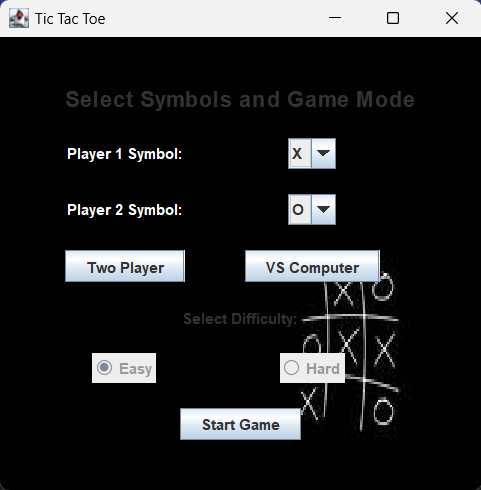 Tic Tac Toe
Select Symbols and Game Mode
Player 1 Symbol: X
Player 2 Symbol: O
Two Player VS Computer
X O
Select Difficulty:
O X X
Easy Hard
X O
Start Game